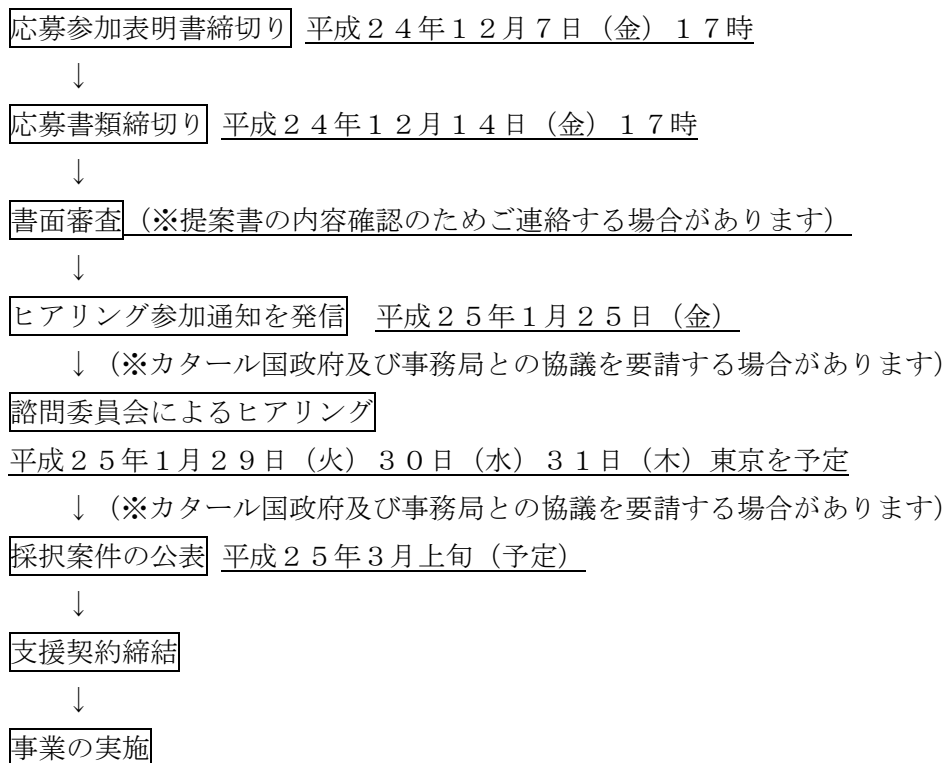 応募参加表明書締切り 平成２４年１２月７日（金）１７時
↓
応募書類締切り 平成２４年１２月１４日（金）１７時
↓
書面審査（※提案書の内容確認のためご連絡する場合があります）
↓
ヒアリング参加通知を発信 平成２５年１月２５日（金）
↓（※カタール国政府及び事務局との協議を要請する場合があります）
諮問委員会によるヒアリング
平成２５年１月２９日（火）３０日（水）３１日（木）東京を予定
↓（※カタール国政府及び事務局との協議を要請する場合があります）
採択案件の公表 平成２５年３月上旬（予定）
↓
支援契約締結
↓
事業の実施